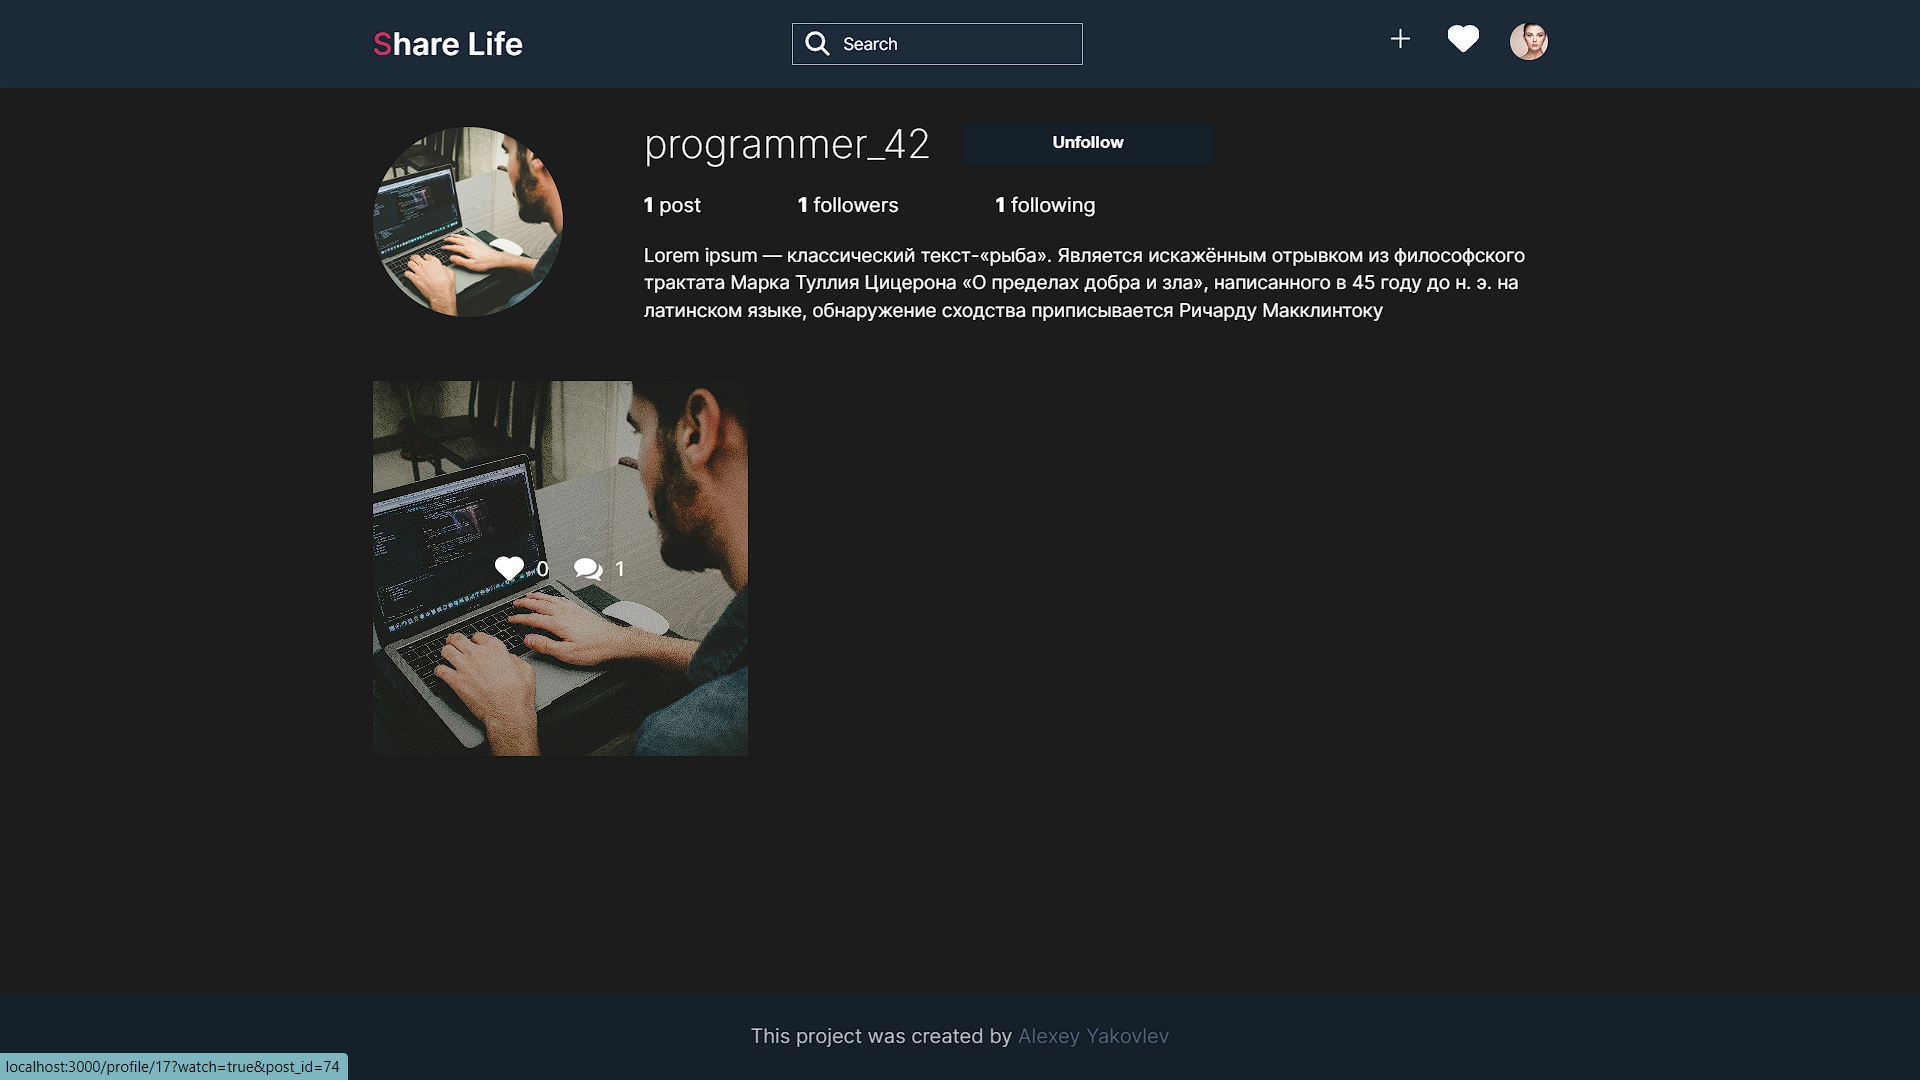 Share Life
Search
programmer_42
Unfollow
1 post
1 followers
1 following
Lorem ipsum — классический текст-«рыба». Является искажённым отрывком из философского
трактата Марка Туллия Цицерона «О пределах добра и зла», написанного в 45 году до н. э. на
латинском языке, обнаружение сходства приписывается Ричарду Макклинтоку
0
1
This project was created by Alexey Yakovlev
localhost:3000/profile/17?watch=true&post_id=74